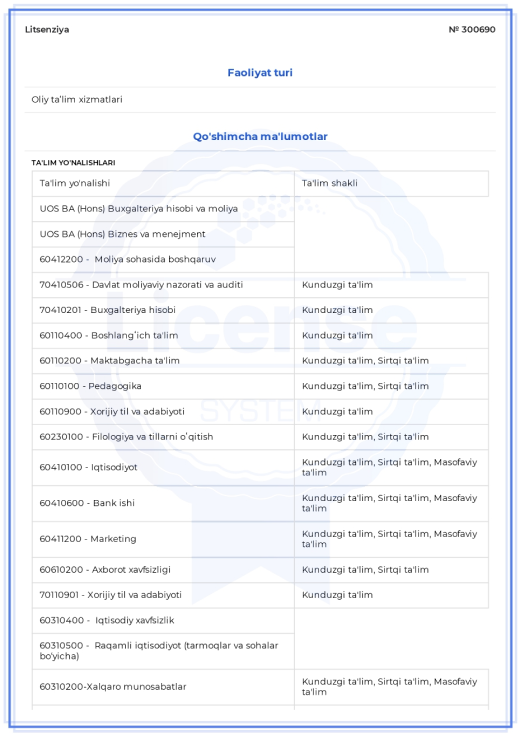 Litsenziya
№ 300690
Faoliyat turi
Oliy ta'lim xizmatlari
Qo'shimcha ma'lumotlar
TA'LIM YO'NALISHLARI
Ta'lim yo'nalishi
Ta'lim shakli
UOS BA (Hons) Buxgalteriya hisobi va moliya
UOS BA (Hons) Biznes va menejment
60412200 - Moliya sohasida boshqaruv
70410506 - Davlat moliyaviy nazorati va auditi
Kunduzgi ta'lim
70410201 - Buxgalteriya hisobi
Kunduzgi ta'lim
60110400 - Boshlangʻich ta'lim
Kunduzgi ta'lim
60110200 - Maktabgacha ta'lim
Kunduzgi ta'lim, Sirtqi ta'lim
60110100 - Pedagogika
Kunduzgi ta'lim, Sirtqi ta'lim
60110900 - Xorijiy til va adabiyoti
Kunduzgi ta'lim
60230100 - Filologiya va tillarni oʻqitish
Kunduzgi ta'lim, Sirtqi ta'lim
60410100 - Iqtisodiyot
Kunduzgi ta'lim, Sirtqi ta'lim, Masofaviy
ta'lim
60410600 - Bank ishi
Kunduzgi ta'lim, Sirtqi ta'lim, Masofaviy
ta'lim
60411200 - Marketing
Kunduzgi ta'lim, Sirtqi ta'lim, Masofaviy
ta'lim
60610200 - Axborot xavfsizligi
Kunduzgi ta'lim, Sirtqi ta'lim
70110901 - Xorijiy til va adabiyoti
Kunduzgi ta'lim
60310400 - Iqtisodiy xavfsizlik
60310500 - Raqamli iqtisodiyot (tarmoqlar va sohalar
bo'yicha)
60310200-Xalqaro munosabatlar
Kunduzgi ta'lim, Sirtqi ta'lim, Masofaviy
ta'lim
License
SYSTEM